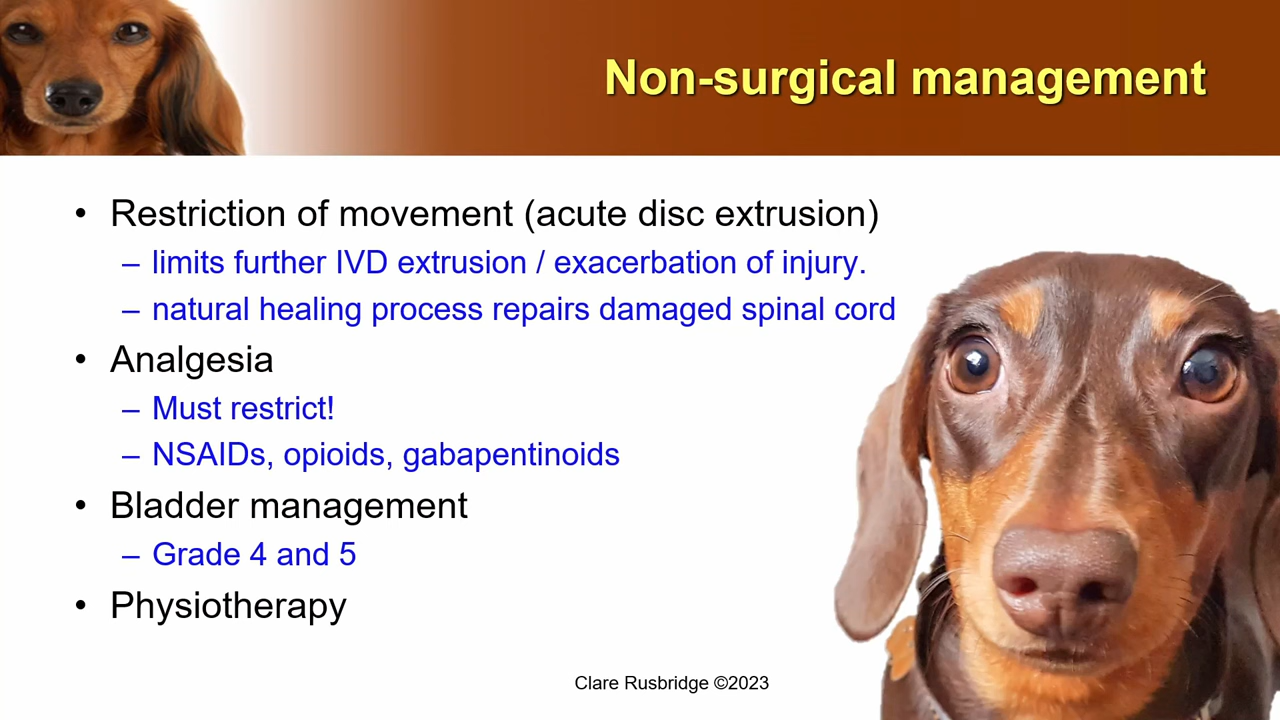 Non-surgical management
• Restriction of movement (acute disc extrusion)
– limits further IVD extrusion / exacerbation of injury.
– natural healing process repairs damaged spinal cord
• Analgesia
– Must restrict!
– NSAIDs, opioids, gabapentinoids
• Bladder management
– Grade 4 and 5
• Physiotherapy
Clare Rusbridge ©2023